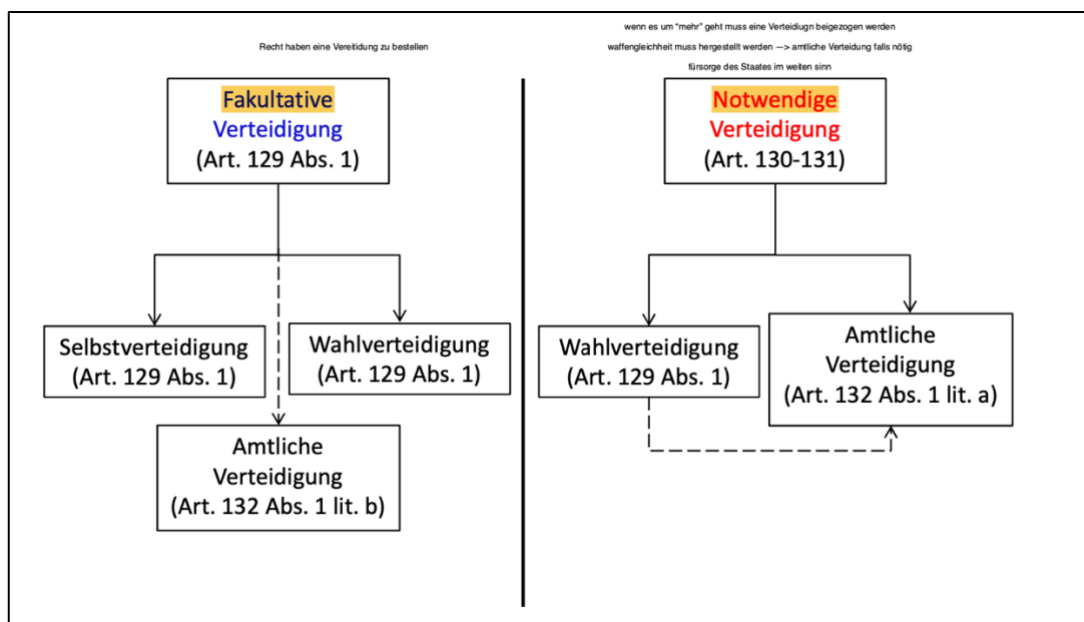 Recht haben eine Vereitidung zu bestellen
Fakultative
Verteidigung
(Art. 129 Abs. 1)
Selbstverteidigung
(Art. 129 Abs. 1)
Wahlverteidigung
(Art. 129 Abs. 1)
Amtliche
Verteidigung
(Art. 132 Abs. 1 lit. b)
wenn es um "mehr" geht muss eine Verteidiugn beigezogen werden
waffengleichheit muss hergestellt werden —> amtliche Verteidung falls nötig
fürsorge des Staates im weiten sinn
Notwendige
Verteidigung
(Art. 130-131)
Wahlverteidigung
(Art. 129 Abs. 1)
Amtliche
Verteidigung
(Art. 132 Abs. 1 lit. a)